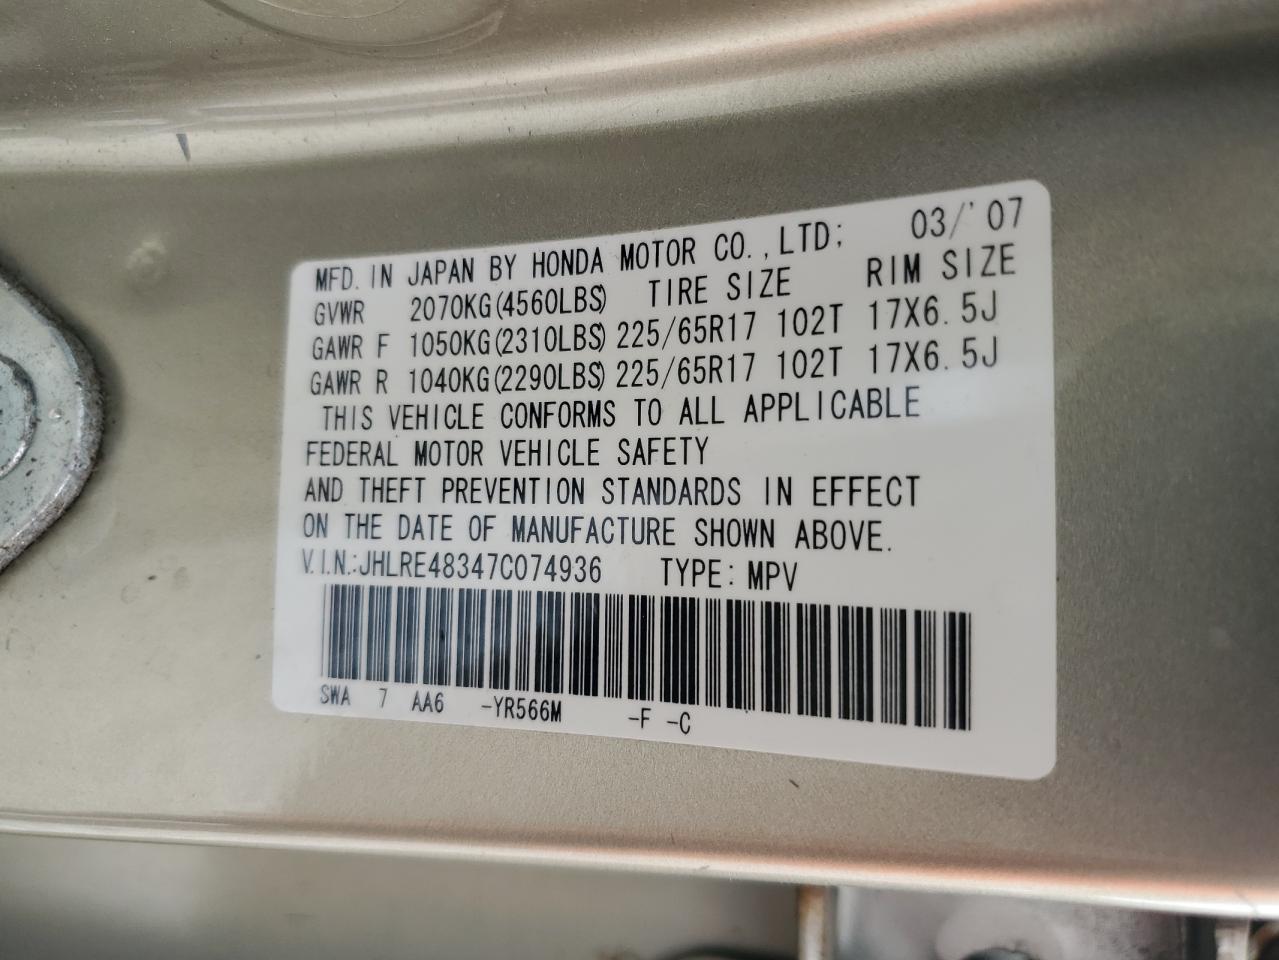 MFD. IN JAPAN BY HONDA MOTOR CO., LTD; 03/'07
GVWR 2070KG(4560LBS) TIRE SIZE RIM SIZE
GAWR F 1050KG(2310LBS) 225/65R17 102T 17X6.5J
GAWR R 1040KG(2290LBS) 225/65R17 102T 17X6.5J
THIS VEHICLE CONFORMS TO ALL APPLICABLE
FEDERAL MOTOR VEHICLE SAFETY
AND THEFT PREVENTION STANDARDS IN EFFECT
ON THE DATE OF MANUFACTURE SHOWN ABOVE.
V.I.N.:JHLRE48347C074936 TYPE: MPV
SWA 7 AA6 -YR566M -F -C